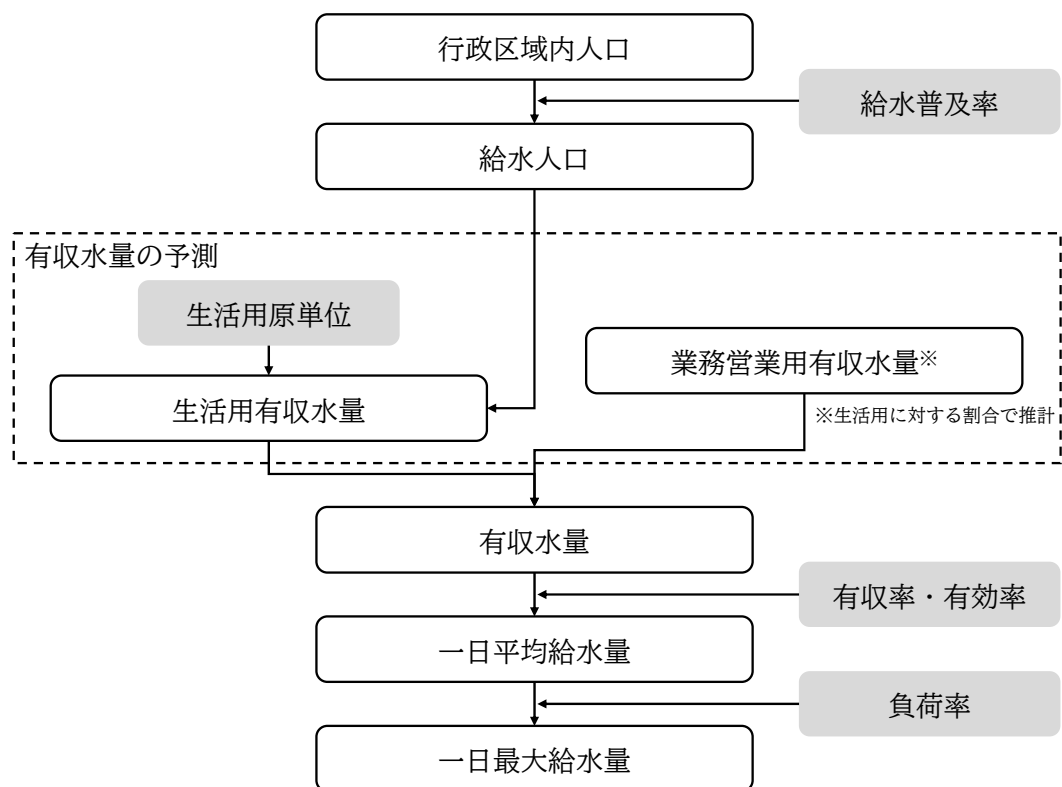 行政区域内人口
給水普及率
給水人口
有収水量の予測
生活用原単位
業務営業用有収水量※
生活用有収水量
※生活用に対する割合で推計
有収水量
有収率・有効率
一日平均給水量
負荷率
一日最大給水量